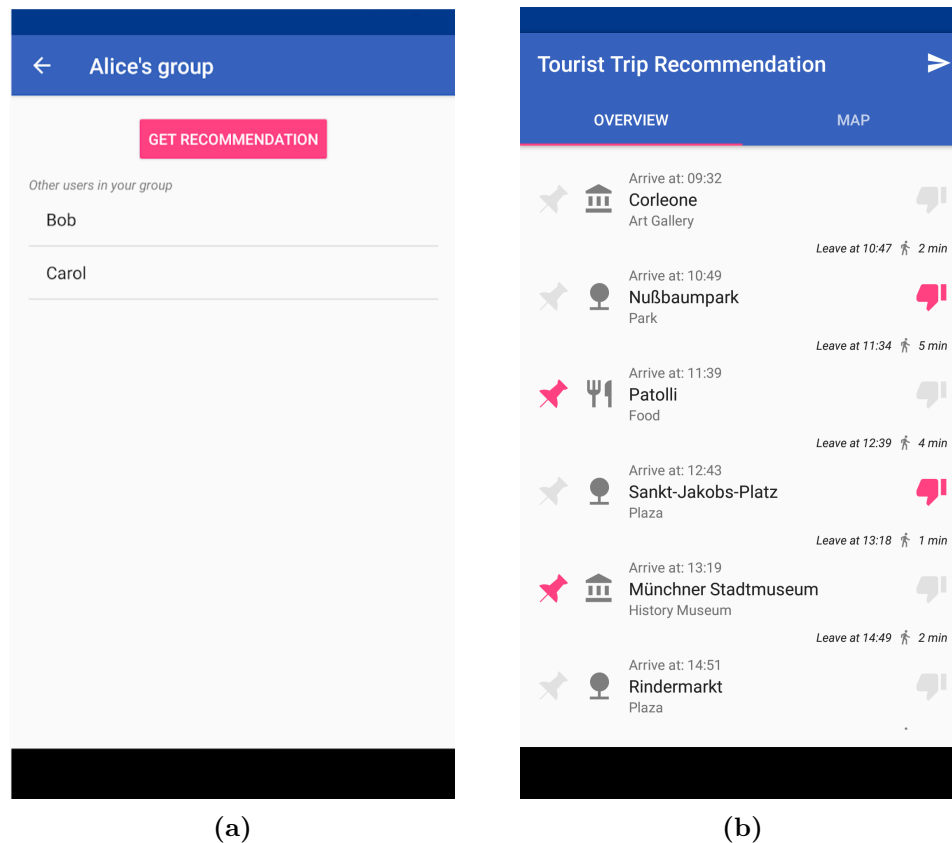 Alice's group
GET RECOMMENDATION
Other users in your group
Bob
Carol
(a)
Tourist Trip Recommendation
OVERVIEW MAP
Arrive at: 09:32
Corleone
Art Gallery
Leave at 10:47 2 min
Arrive at: 10:49
Nußbaumpark
Park
Leave at 11:34 5 min
Arrive at: 11:39
Patolli
Food
Leave at 12:39 4 min
Arrive at: 12:43
Sankt-Jakobs-Platz
Plaza
Leave at 13:18 1 min
Arrive at: 13:19
Münchner Stadtmuseum
History Museum
Leave at 14:49 2 min
Arrive at: 14:51
Rindermarkt
Plaza
(b)